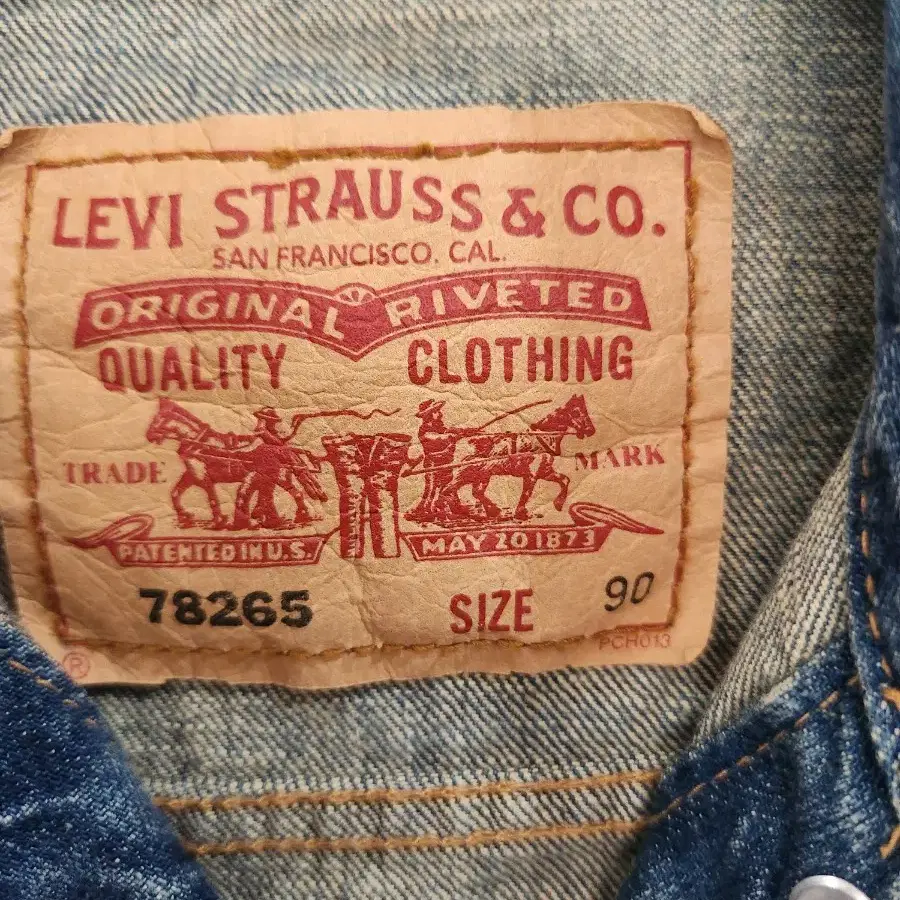 LEVI STRAUSS & CO.
SAN FRANCISCO. CAL.
ORIGINAL RIVETED
QUALITY CLOTHING
TRADE MARK
PATENTED IN U.S. MAY 20 1873
78265 SIZE 90
PCH013
®